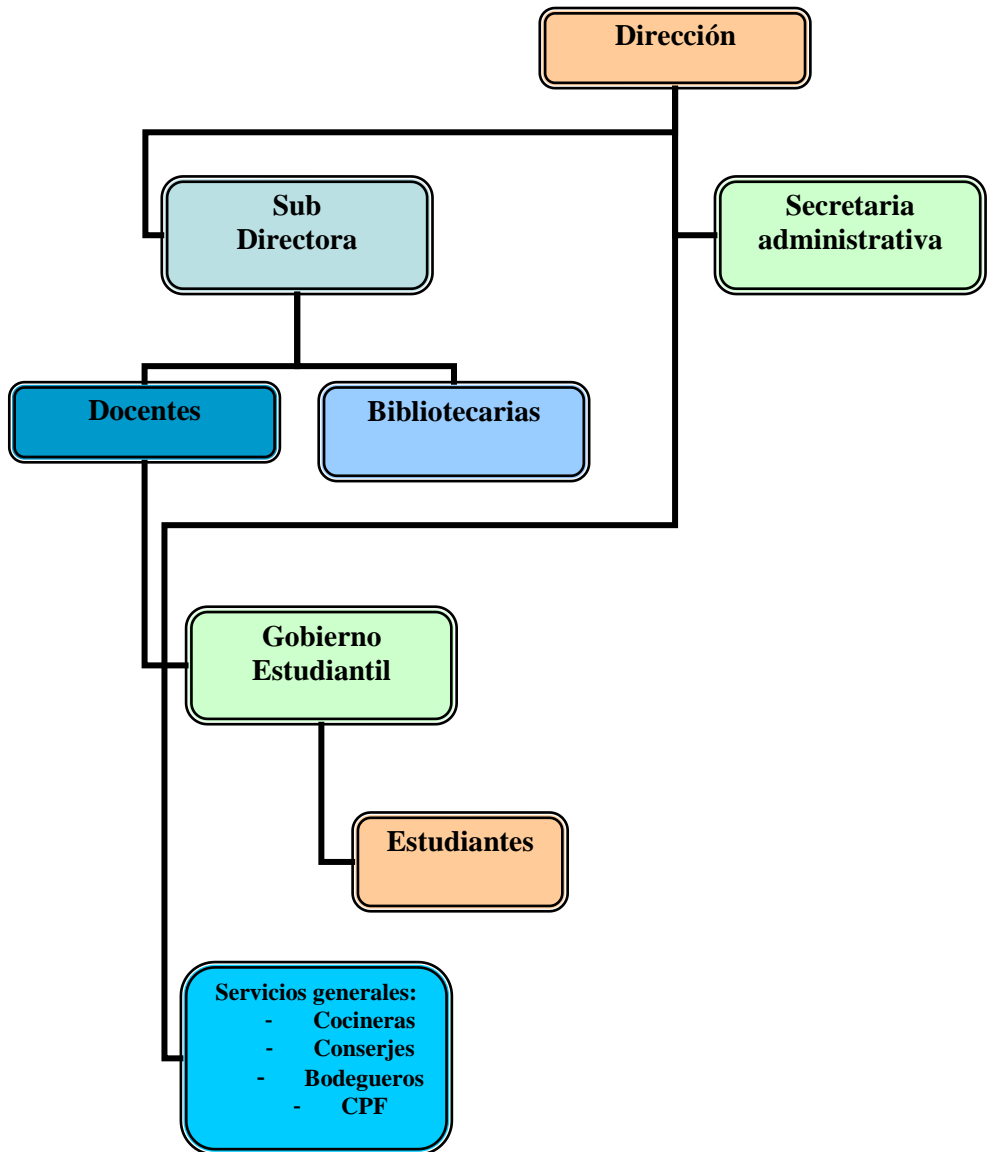 Dirección
Sub
Directora
Secretaria
administrativa
Docentes
Bibliotecarias
Gobierno
Estudiantil
Estudiantes
Servicios generales:
- Cocineras
- Conserjes
- Bodegueros
- CPF